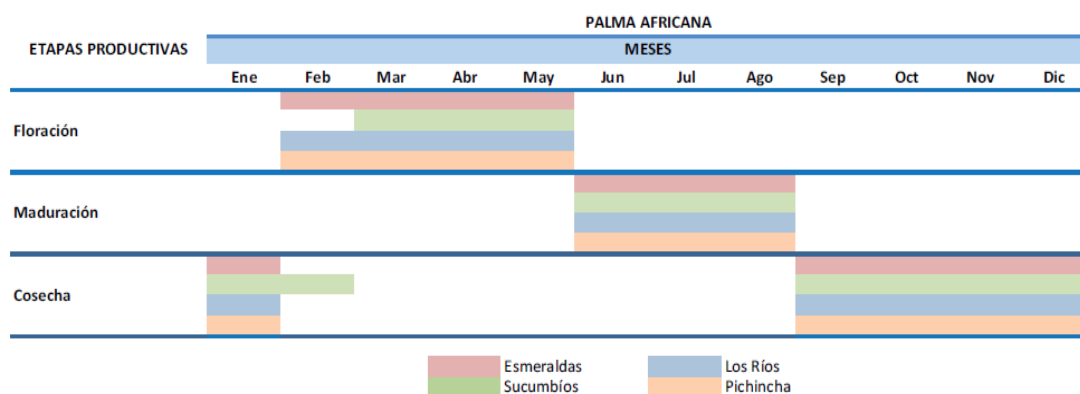 PALMA AFRICANA
ETAPAS PRODUCTIVAS
MESES
Ene Feb Mar Abr May Jun Jul Ago Sep Oct Nov Dic
Floración
Maduración
Cosecha
Esmeraldas Los Ríos
Sucumbíos Pichincha